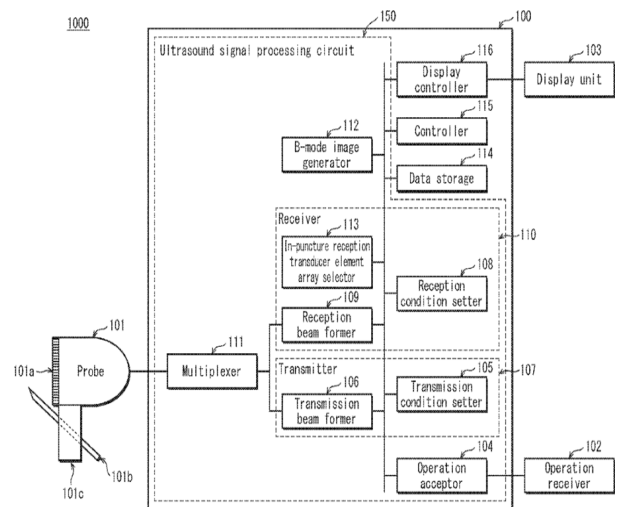 1000
150
100
Ultrasound signal processing circuit
116
Display
controller
103
Display unit
115
Controller
112
B-mode image
generator
114
Data storage
Receiver
113
In-puncture reception
transducer element
array selector
110
108
Reception
condition setter
109
Reception
beam former
101
101a
Probe
111
Multiplexer
Transmitter
106
Transmission
beam former
105
Transmission
condition setter
107
104
Operation
acceptor
102
Operation
receiver
101b
101c